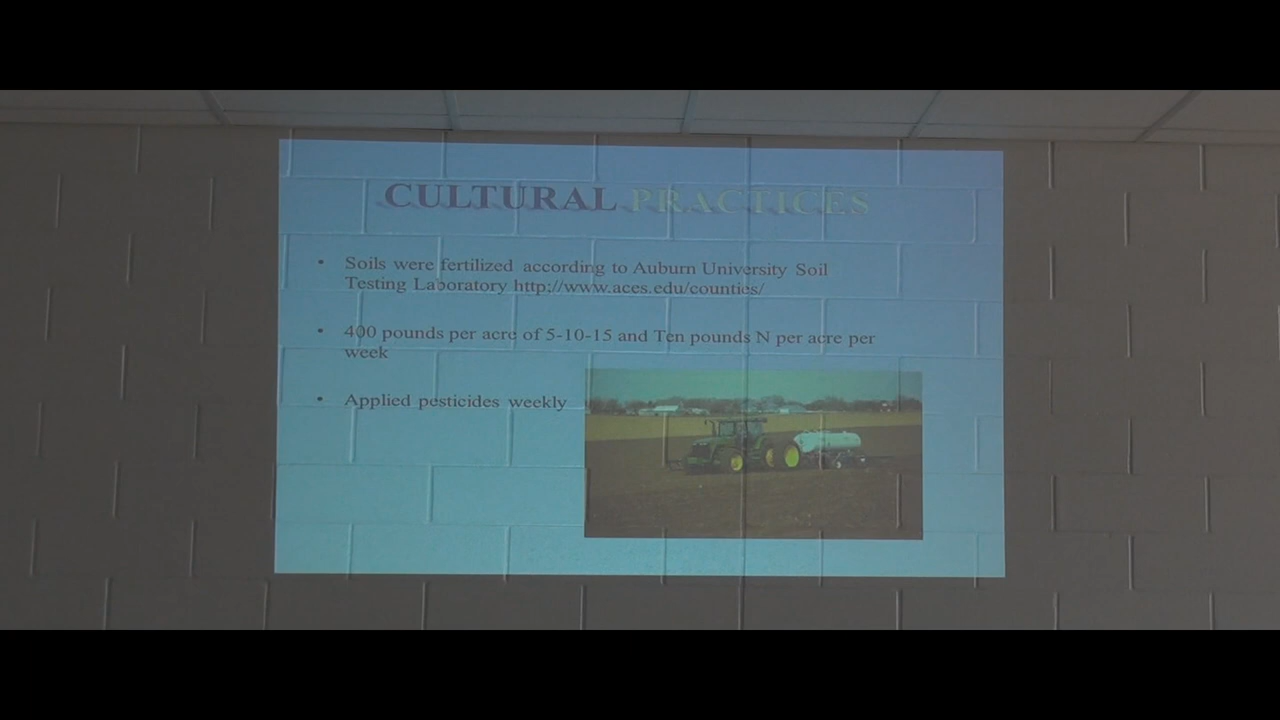 CULTURAL PRACTICES
• Soils were fertilized according to Auburn University Soil
Testing Laboratory http://www.aces.edu/counties/
• 400 pounds per acre of 5-10-15 and Ten pounds N per acre per
week
• Applied pesticides weekly